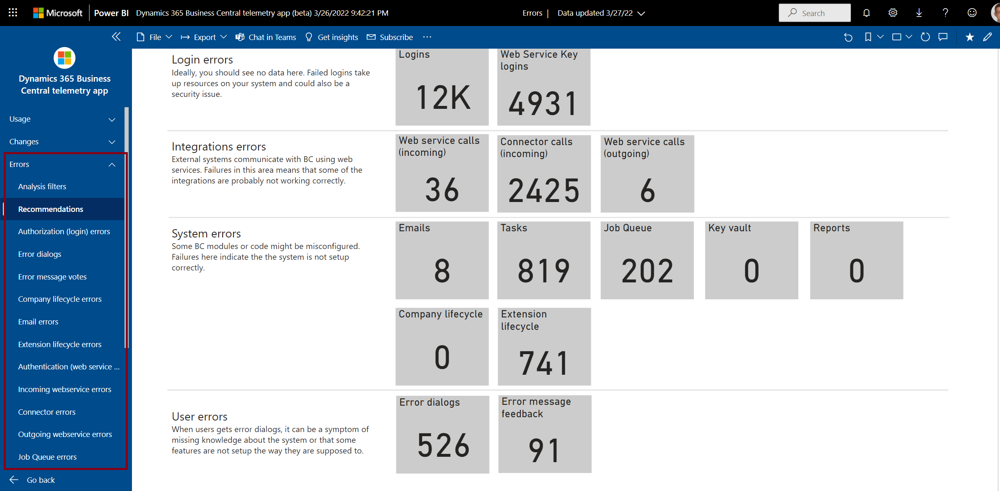 Microsoft
Power BI
Dynamics 365 Business Central telemetry app (beta) 3/26/2022 9:42:21 PM
Errors | Data updated 3/27/22
Search
File
Export
Chat in Teams
Get insights
Subscribe
Dynamics 365 Business
Central telemetry app
Usage
Changes
Errors
Analysis filters
Recommendations
Authorization (login) errors
Error dialogs
Error message votes
Company lifecycle errors
Email errors
Extension lifecycle errors
Authentication (web service ...
Incoming webservice errors
Connector errors
Outgoing webservice errors
Job Queue errors
Go back
Login errors
Ideally, you should see no data here. Failed logins take
up resources on your system and could also be a
security issue.
Logins
12K
Web Service Key
logins
4931
Integrations errors
External systems communicate with BC using web
services. Failures in this area means that some of the
integrations are probably not working correctly.
Web service calls
(incoming)
36
Connector calls
(incoming)
2425
Web service calls
(outgoing)
6
System errors
Some BC modules or code might be misconfigured.
Failures here indicate the the system is not setup
correctly.
Emails
8
Tasks
819
Job Queue
202
Key vault
0
Reports
0
Company lifecycle
0
Extension
lifecycle
741
User errors
When users gets error dialogs, it can be a symptom of
missing knowledge about the system or that some
features are not setup the way they are supposed to.
Error dialogs
526
Error message
feedback
91